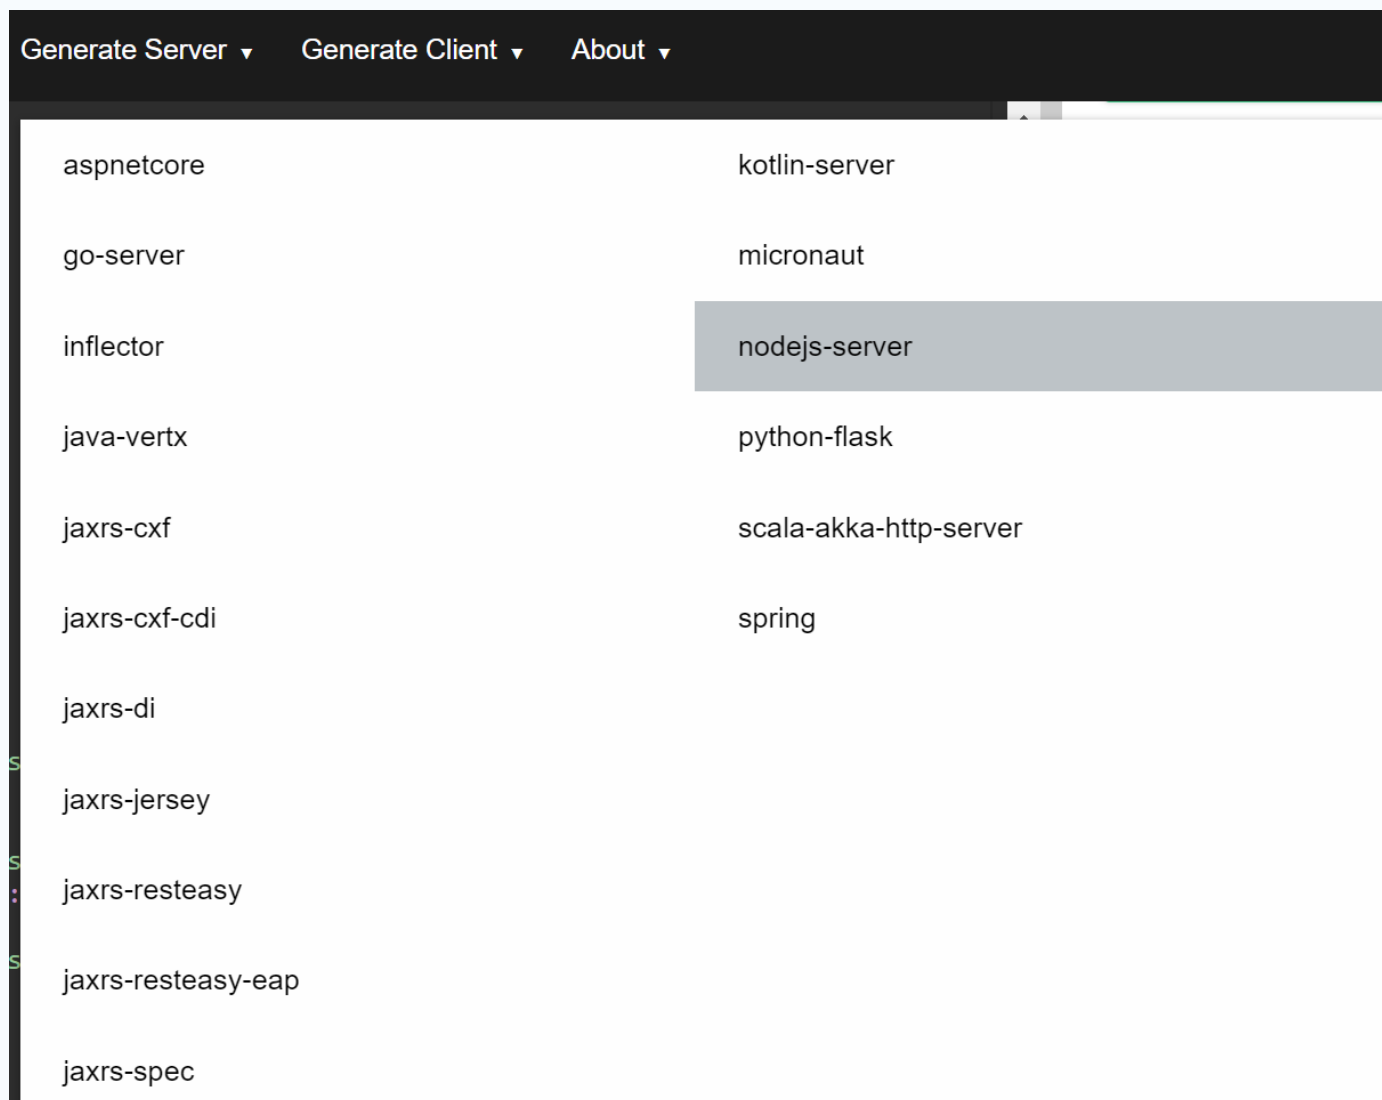 Generate Server ▾ Generate Client ▾ About ▾
aspnetcore
go-server
inflector
java-vertx
jaxrs-cxf
jaxrs-cxf-cdi
jaxrs-di
jaxrs-jersey
jaxrs-resteasy
jaxrs-resteasy-eap
jaxrs-spec
kotlin-server
micronaut
nodejs-server
python-flask
scala-akka-http-server
spring
s
s
:
s